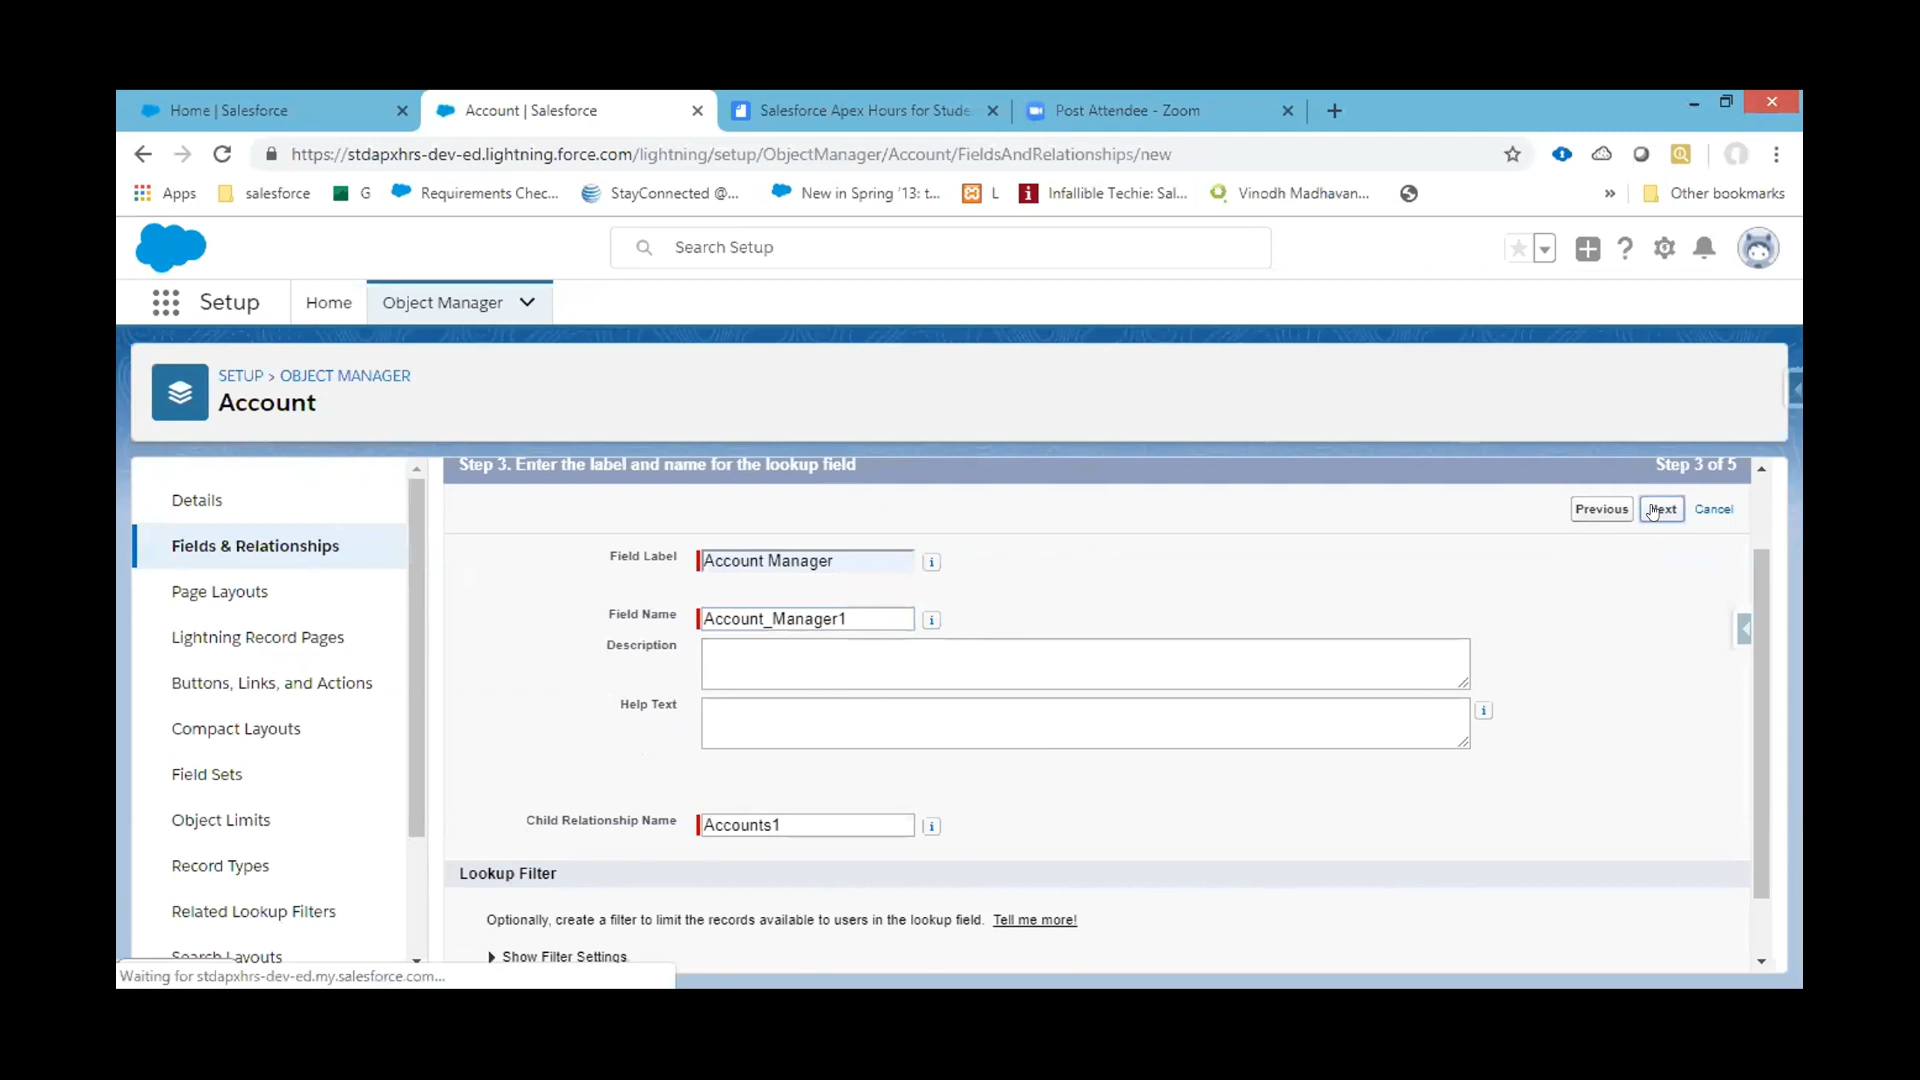 Home | Salesforce
Account | Salesforce
Salesforce Apex Hours for Stude
Post Attendee - Zoom
https://stdapxhrs-dev-ed.lightning.force.com/lightning/setup/ObjectManager/Account/FieldsAndRelationships/new
Apps
salesforce
G
Requirements Chec...
StayConnected @...
New in Spring '13: t...
L
Infallible Techie: Sal...
Vinodh Madhavan...
»
Other bookmarks
Search Setup
Setup
Home
Object Manager
SETUP > OBJECT MANAGER
Account
Details
Fields & Relationships
Page Layouts
Lightning Record Pages
Buttons, Links, and Actions
Compact Layouts
Field Sets
Object Limits
Record Types
Related Lookup Filters
Search Layouts
Step 3. Enter the label and name for the lookup field
Step 3 of 5
Previous
Next
Cancel
Field Label
Account Manager
Field Name
Account_Manager1
Description
Help Text
Child Relationship Name
Accounts1
Lookup Filter
Optionally, create a filter to limit the records available to users in the lookup field. Tell me more!
Show Filter Settings
Waiting for stdapxhrs-dev-ed.my.salesforce.com...